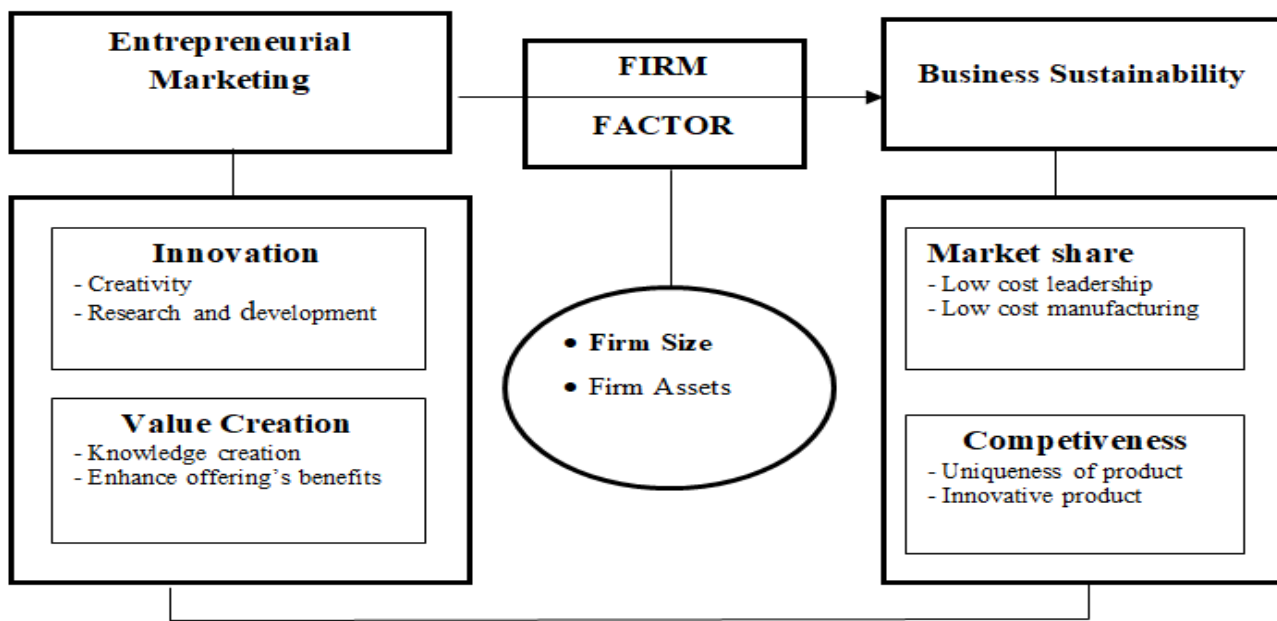 Entrepreneurial
Marketing
FIRM
FACTOR
Business Sustainability
Innovation
- Creativity
- Research and development
Value Creation
- Knowledge creation
- Enhance offering’s benefits
• Firm Size
• Firm Assets
Market share
- Low cost leadership
- Low cost manufacturing
Competiveness
- Uniqueness of product
- Innovative product